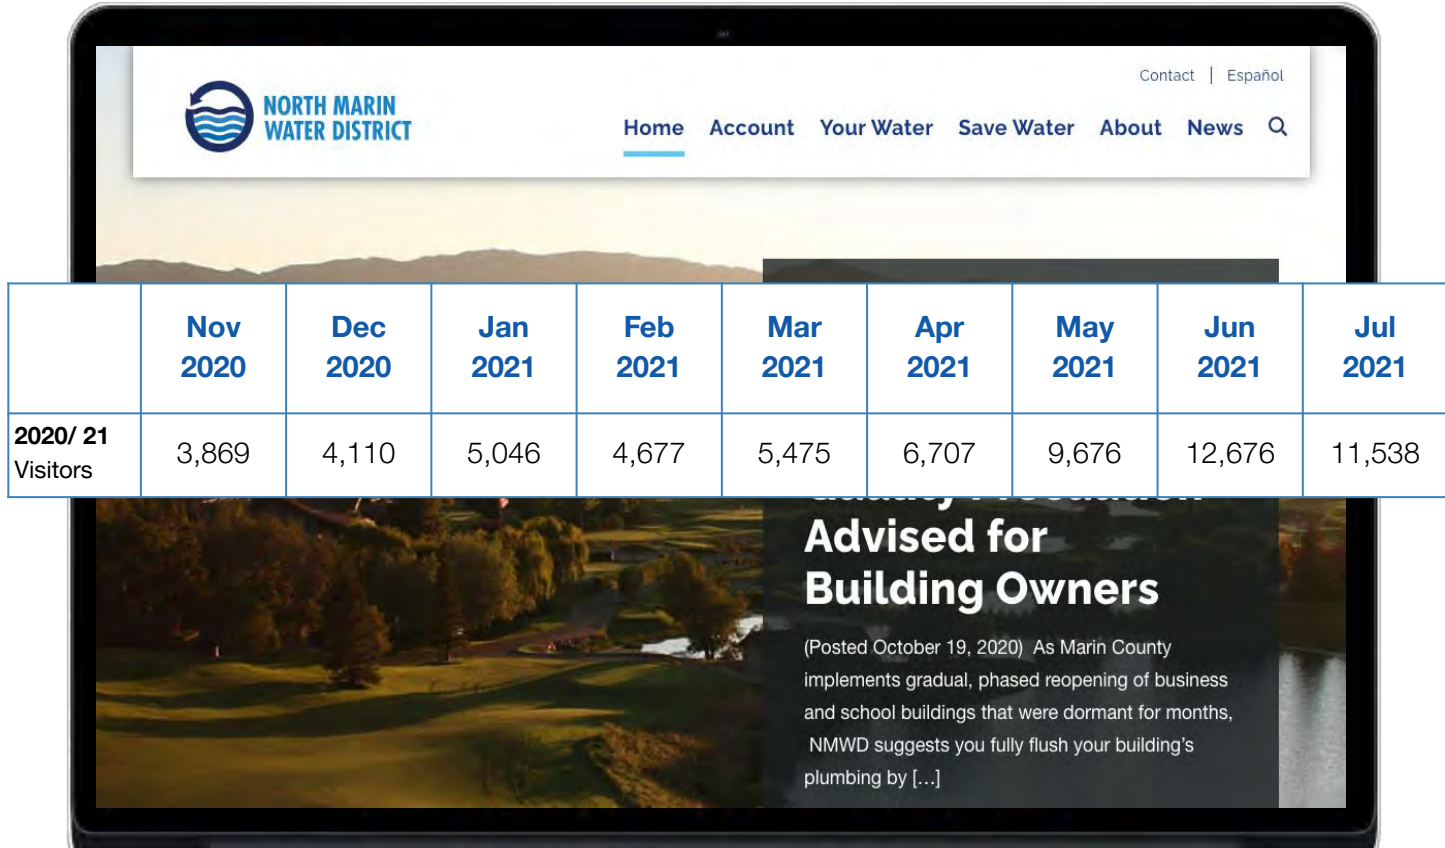 Contact | Español
NORTH MARIN
WATER DISTRICT
Home Account Your Water Save Water About News
Nov 2020 Dec 2020 Jan 2021 Feb 2021 Mar 2021 Apr 2021 May 2021 Jun 2021 Jul 2021
2020/ 21
Visitors 3,869 4,110 5,046 4,677 5,475 6,707 9,676 12,676 11,538
Advised for
Building Owners
(Posted October 19, 2020) As Marin County
implements gradual, phased reopening of business
and school buildings that were dormant for months,
NMWD suggests you fully flush your building's
plumbing by […]